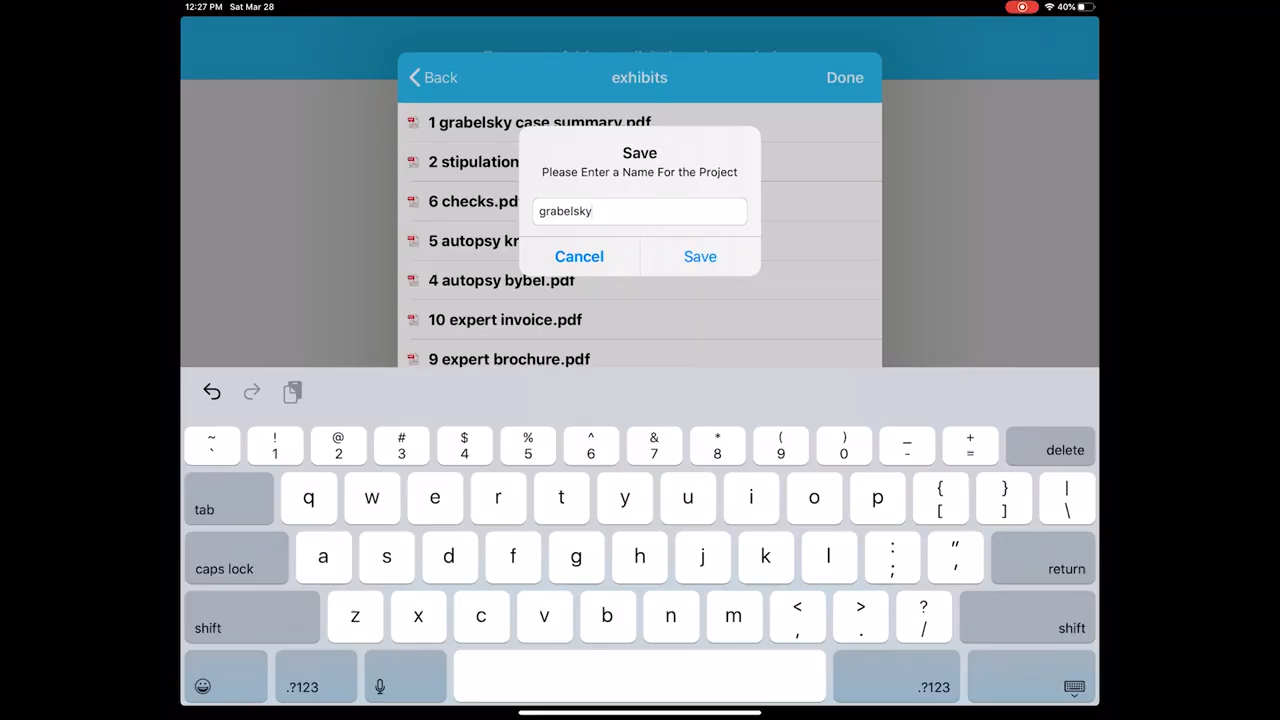 12:27 PM Sat Mar 28
40%
Back
exhibits
Done
1 grabelsky case summary.pdf
2 stipulation
6 checks.pd
5 autopsy kr
4 autopsy bybel.pdf
10 expert invoice.pdf
9 expert brochure.pdf
Save
Please Enter a Name For the Project
grabelsky
Cancel
Save
~ ! @ # $ % ^ & * ( ) _ +
` 1 2 3 4 5 6 7 8 9 0 - = delete
tab q w e r t y u i o p { [ } ] | \
caps lock a s d f g h j k l : ; " ' return
shift z x c v b n m < , > . ? / shift
.?123 .?123